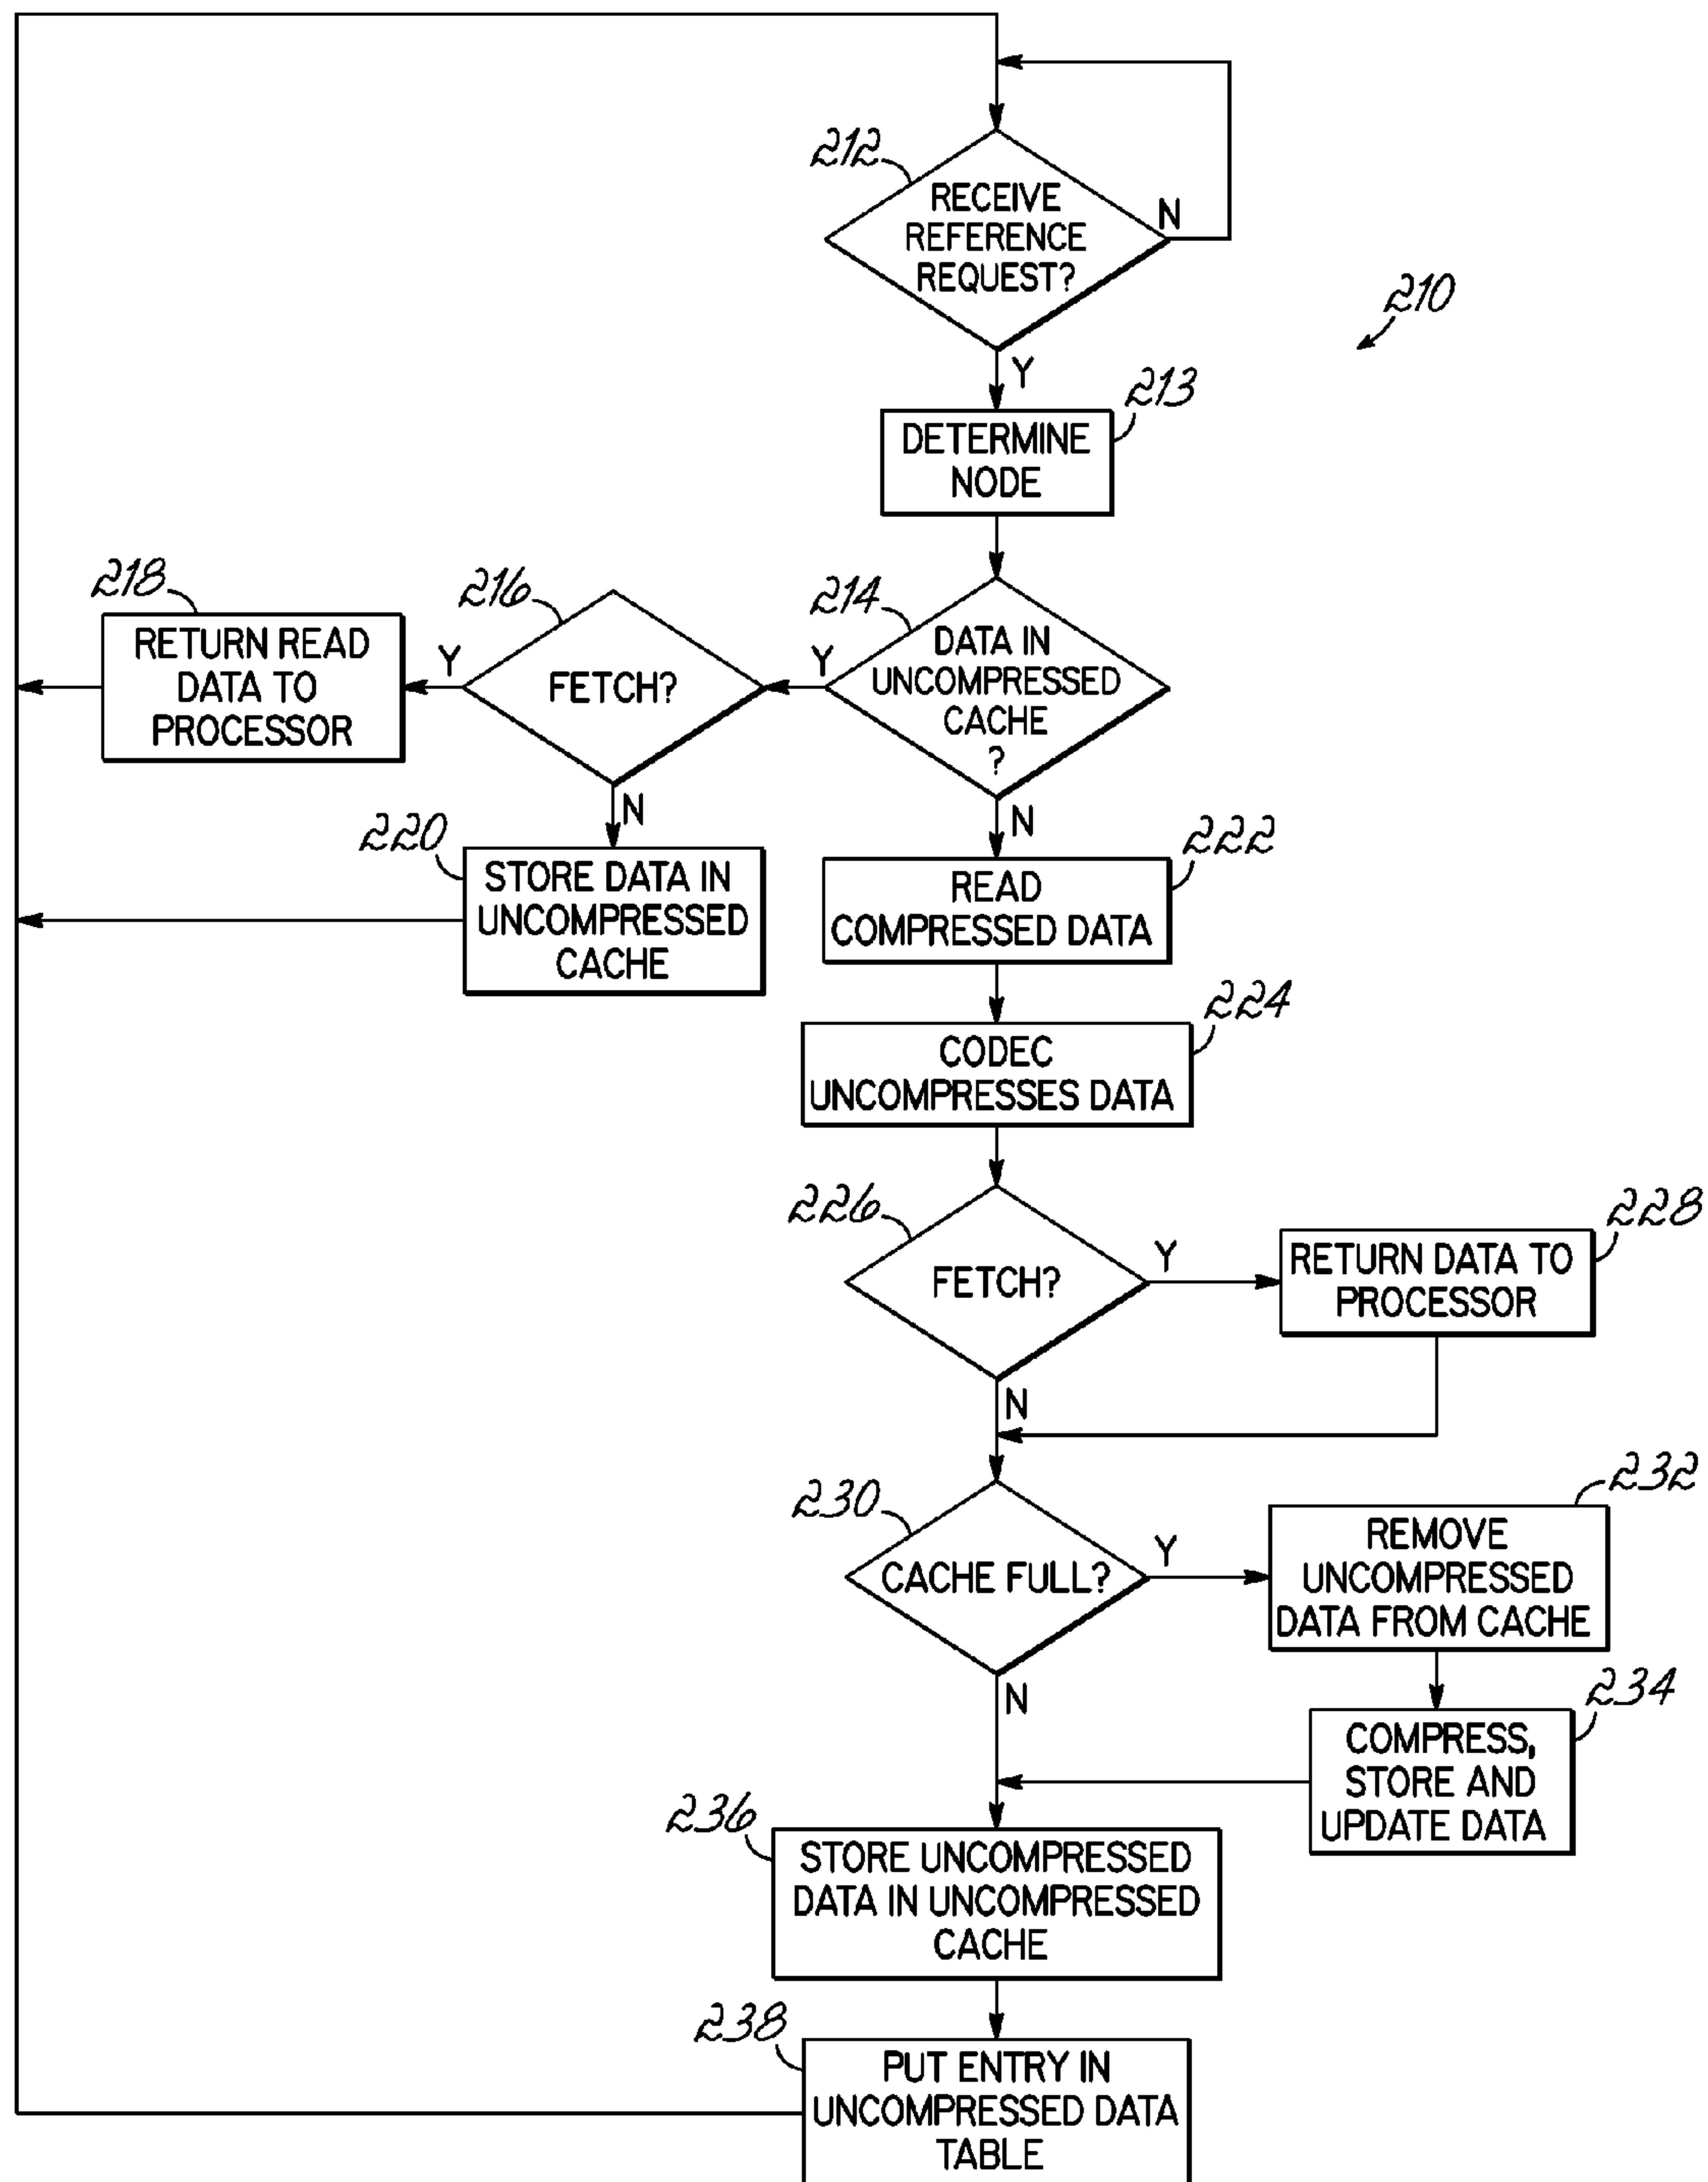 212
RECEIVE
REFERENCE
REQUEST?
N
210
Y
213
DETERMINE
NODE
218
RETURN READ
DATA TO
PROCESSOR
Y
216
FETCH?
N
Y
214
DATA IN
UNCOMPRESSED
CACHE
?
N
220
STORE DATA IN
UNCOMPRESSED
CACHE
222
READ
COMPRESSED DATA
224
CODEC
UNCOMPRESSES DATA
226
FETCH?
Y
228
RETURN DATA TO
PROCESSOR
N
230
CACHE FULL?
Y
232
REMOVE
UNCOMPRESSED
DATA FROM CACHE
N
234
COMPRESS,
STORE AND
UPDATE DATA
236
STORE UNCOMPRESSED
DATA IN UNCOMPRESSED
CACHE
238
PUT ENTRY IN
UNCOMPRESSED DATA
TABLE